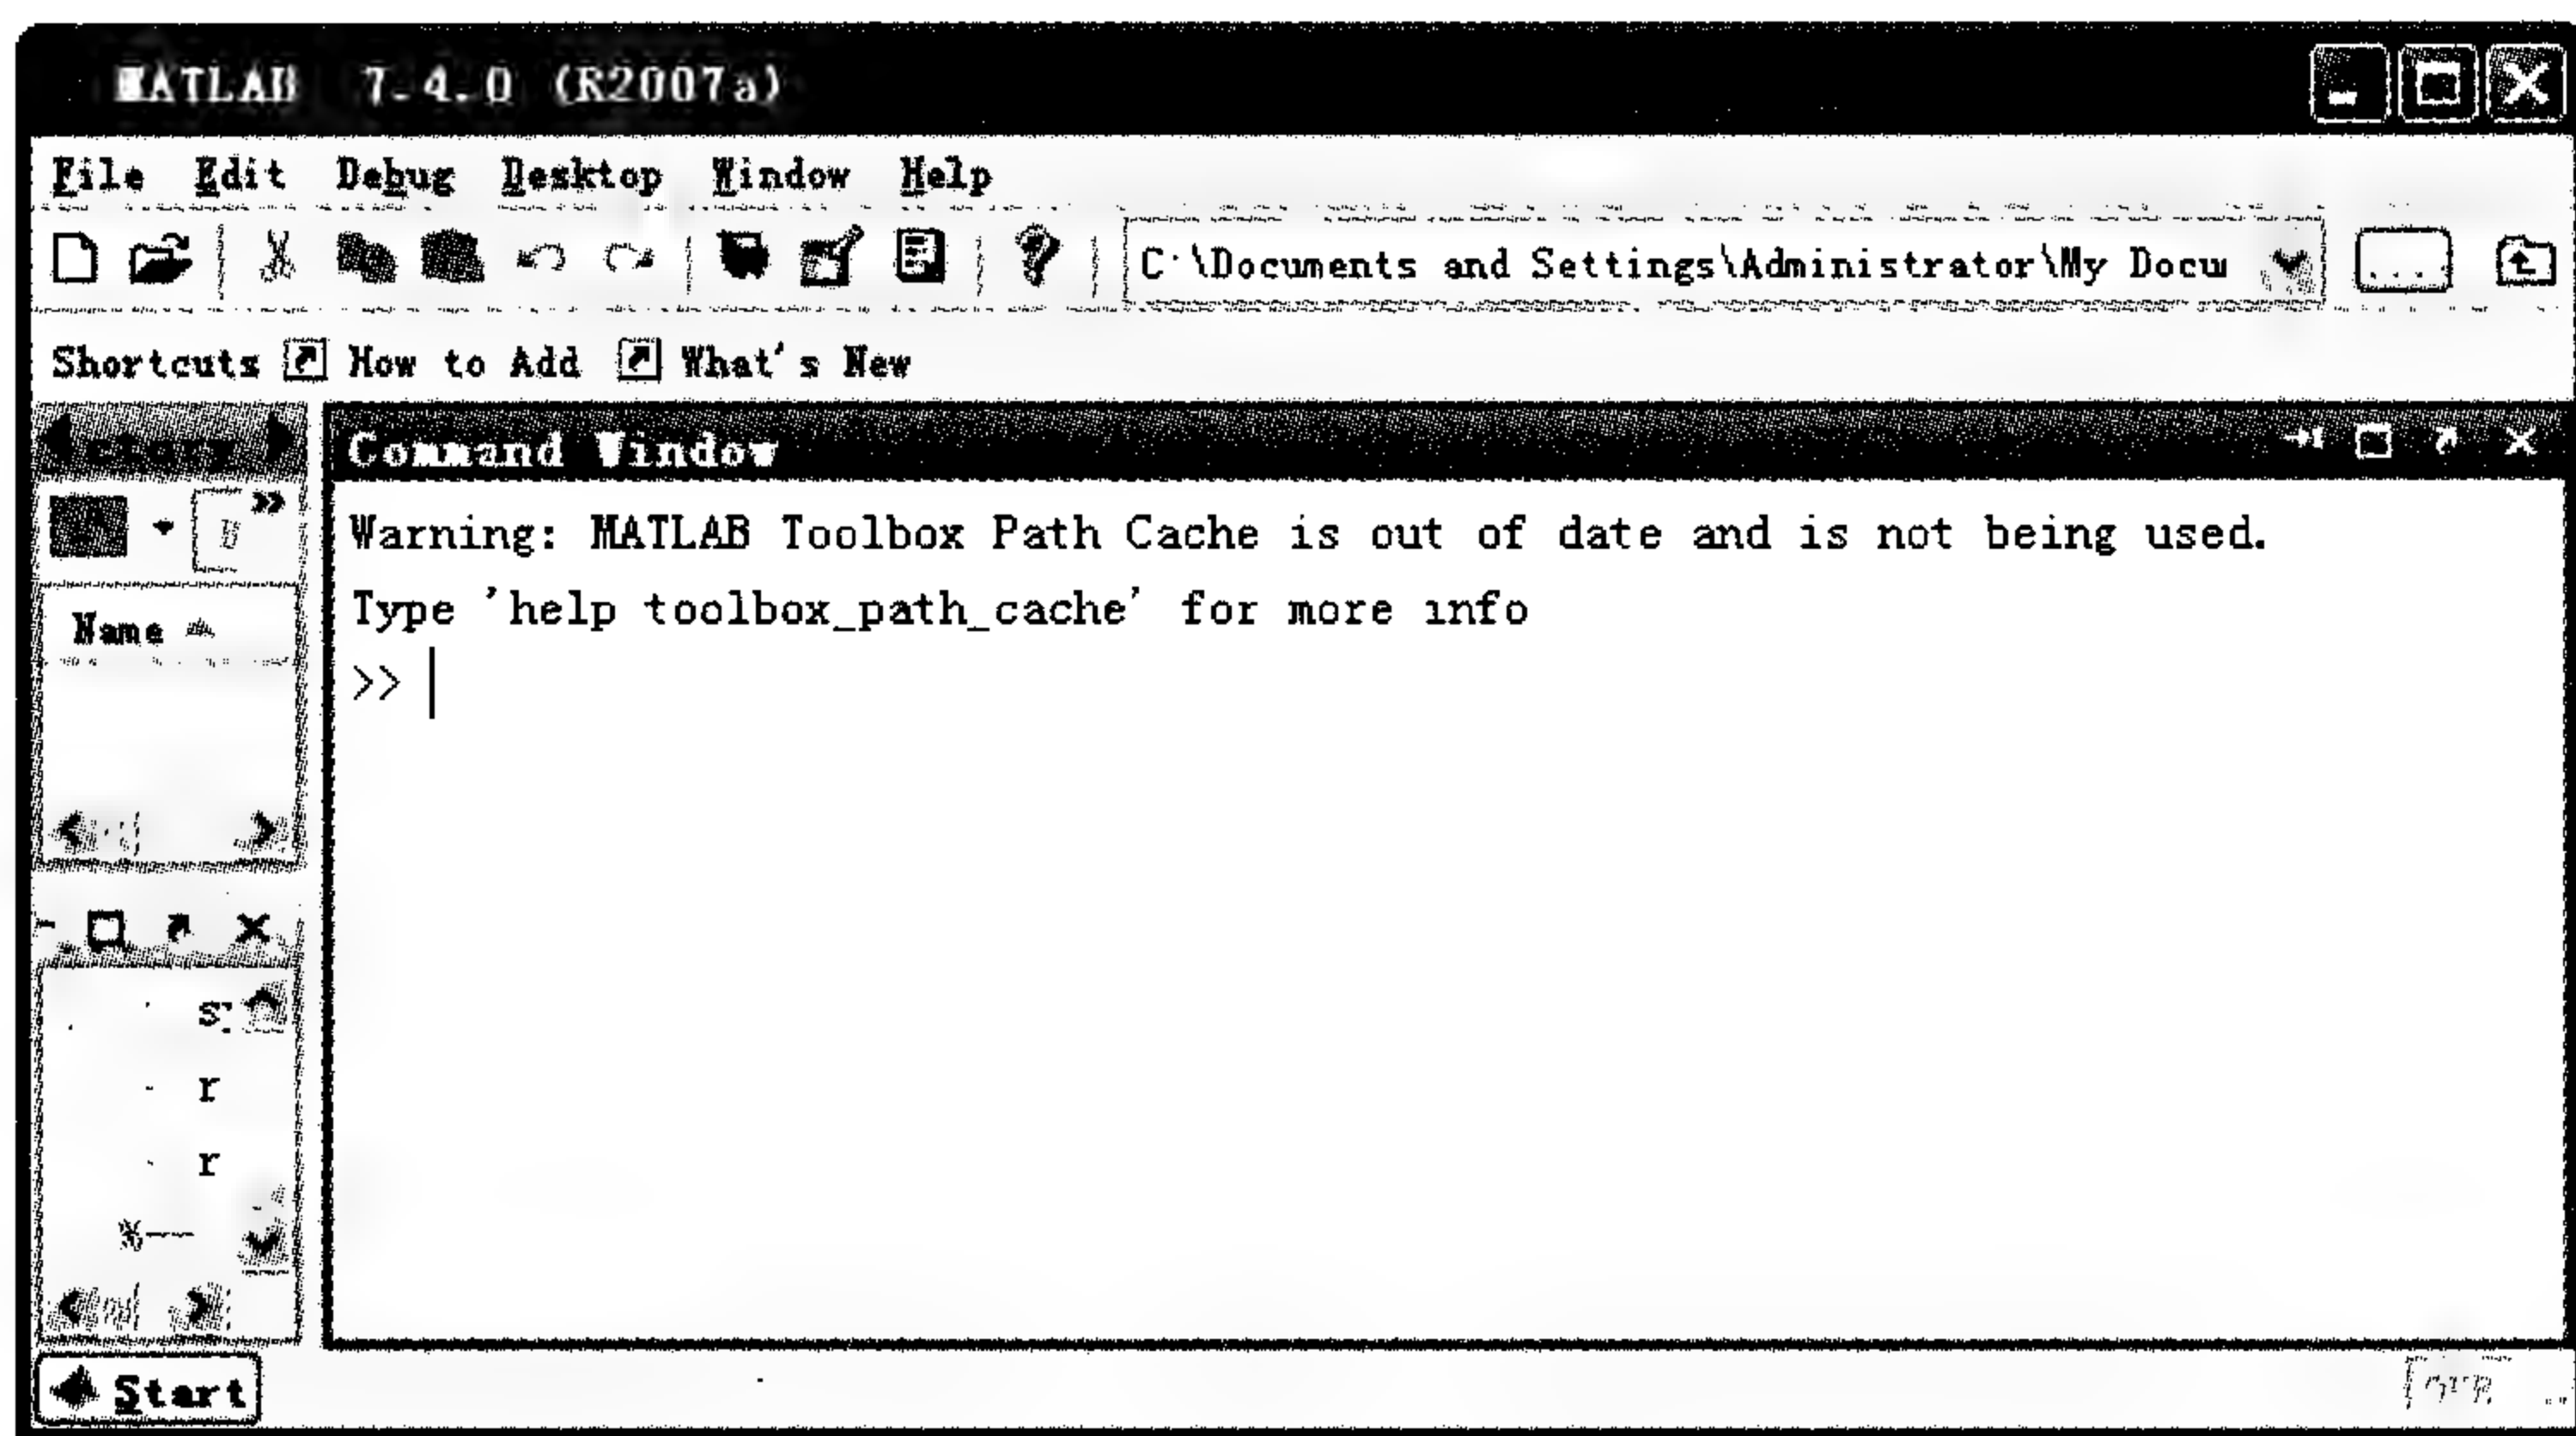 MATLAB 7.4.0 (R2007a)
File Edit Debug Desktop Window Help
C:\Documents and Settings\Administrator\My Docu
Shortcuts How to Add What's New
Command Window
Warning: MATLAB Toolbox Path Cache is out of date and is not being used.
Type 'help toolbox_path_cache' for more info
>>
Name
r
r
%--
Start